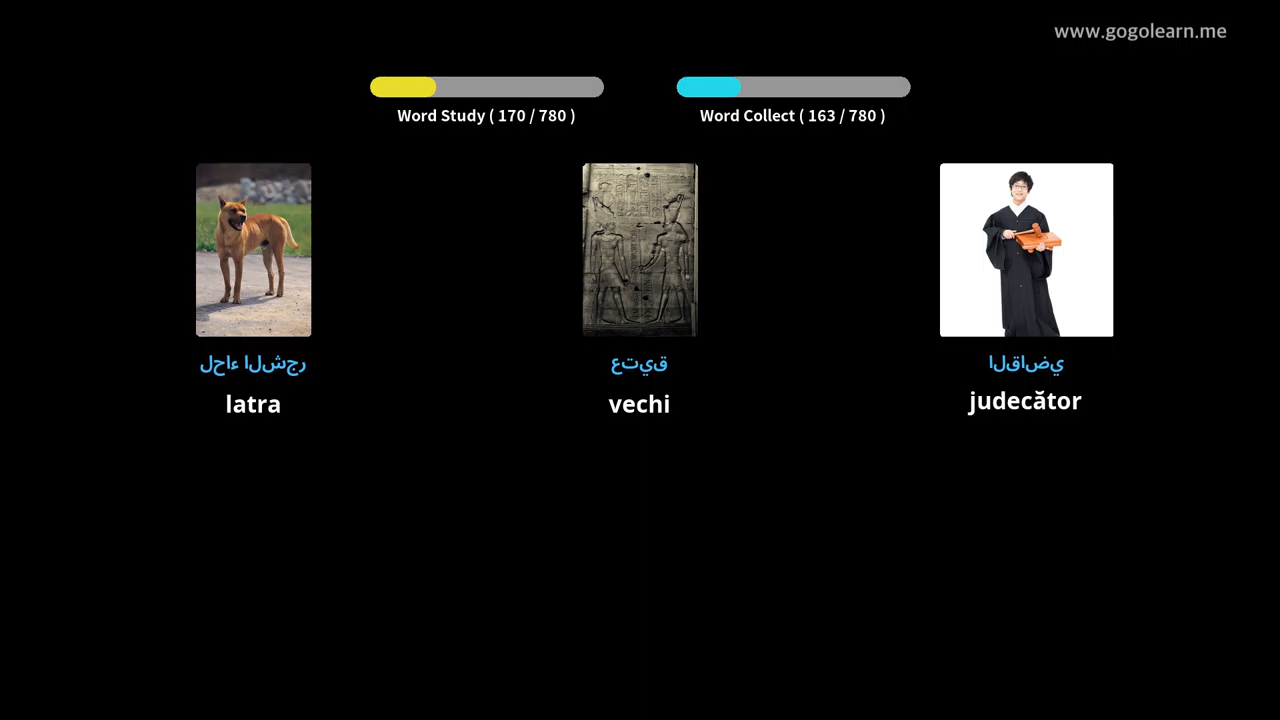 www.gogolearn.me
Word Study ( 170 / 780 )
Word Collect ( 163 / 780 )
لحاء الشجر
latra
عتيق
vechi
القاضي
judecător